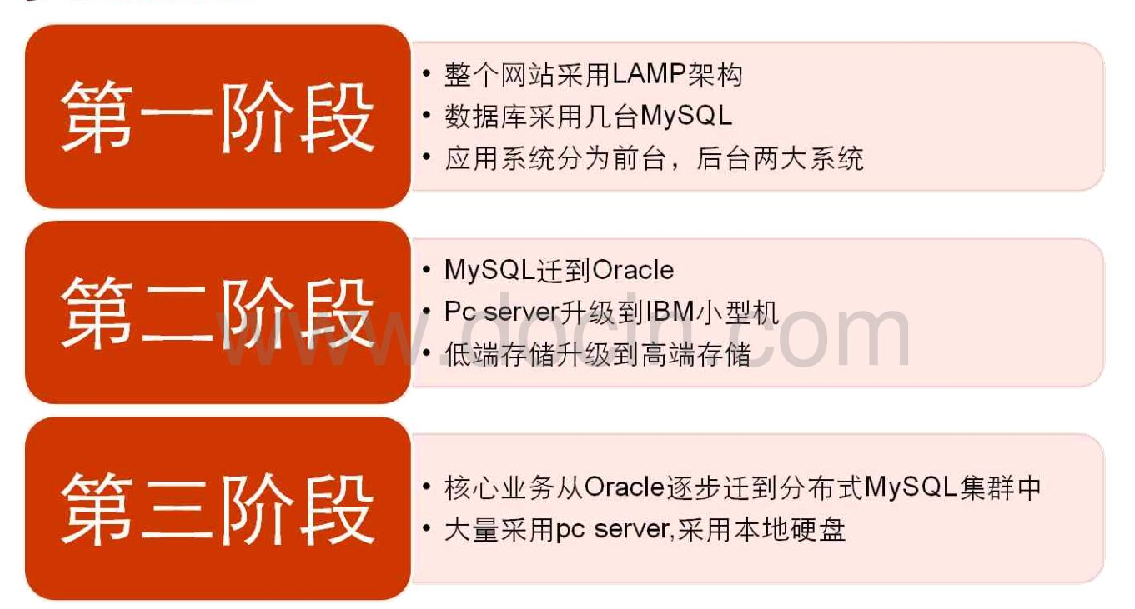 第一阶段
• 整个网站采用LAMP架构
• 数据库采用几台MySQL
• 应用系统分为前台，后台两大系统
第二阶段
• MySQL迁到Oracle
• Pc server升级到IBM小型机
• 低端存储升级到高端存储
www.docin.com
第三阶段
• 核心业务从Oracle逐步迁到分布式MySQL集群中
• 大量采用pc server,采用本地硬盘